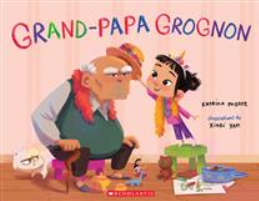 GRAND-PAPA GROGNON
KATRINA MOORE
illustrations de
XINDI YAN
SCHOLASTIC